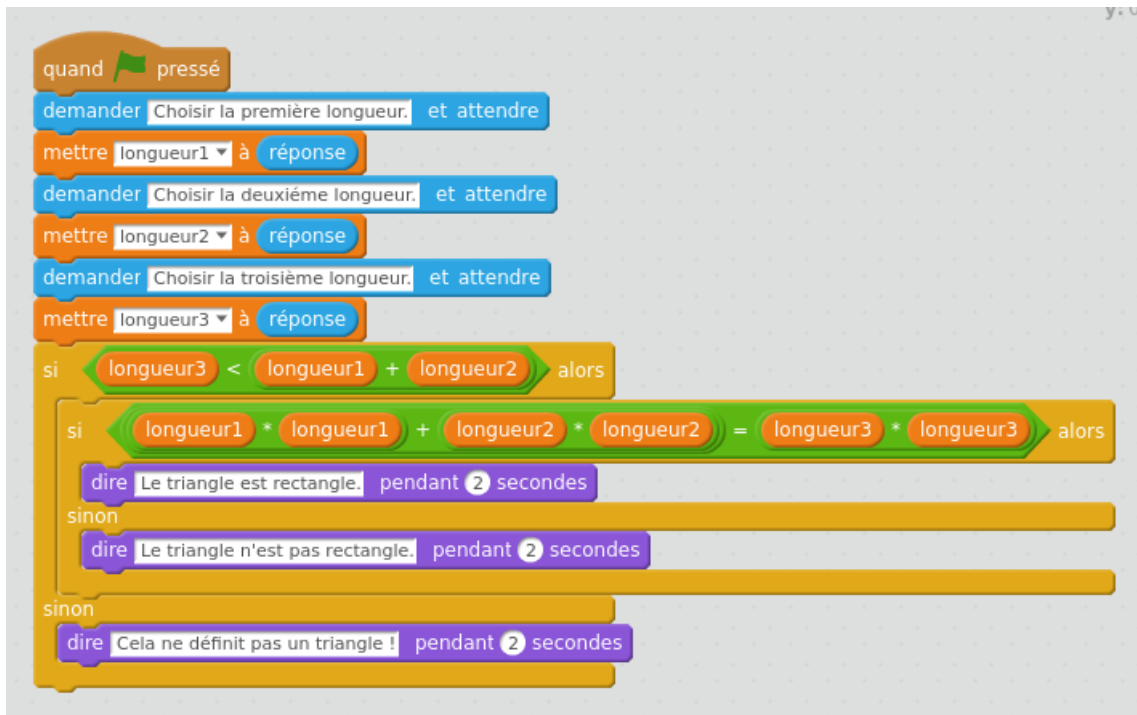 y: 0
quand pressé
demander Choisir la première longueur. et attendre
mettre longueur1 à réponse
demander Choisir la deuxiéme longueur. et attendre
mettre longueur2 à réponse
demander Choisir la troisième longueur. et attendre
mettre longueur3 à réponse
si longueur3 < longueur1 + longueur2 alors
si longueur1 * longueur1 + longueur2 * longueur2 = longueur3 * longueur3 alors
dire Le triangle est rectangle. pendant 2 secondes
sinon
dire Le triangle n'est pas rectangle. pendant 2 secondes
sinon
dire Cela ne définit pas un triangle ! pendant 2 secondes